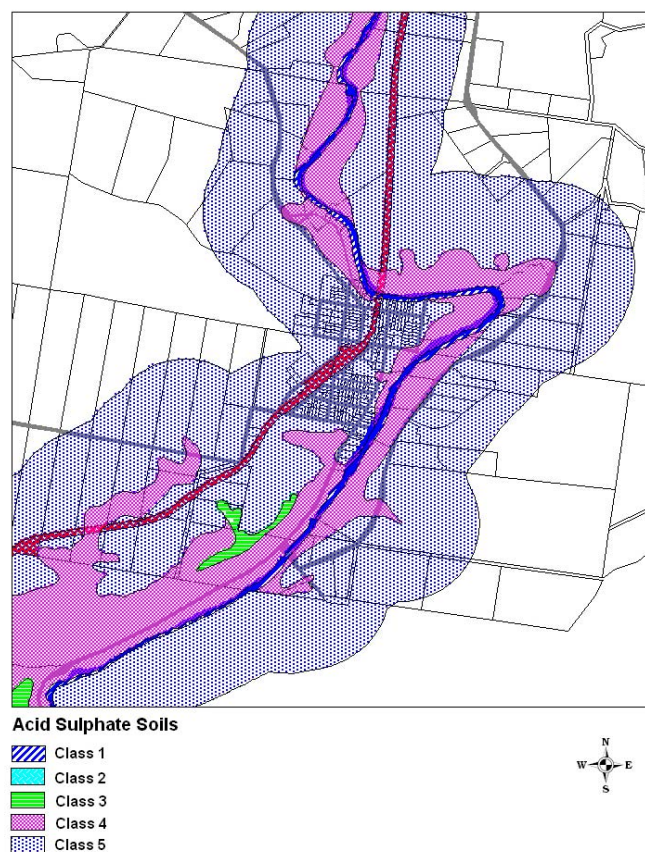 Acid Sulphate Soils
Class 1
Class 2
Class 3
Class 4
Class 5
N
W E
S